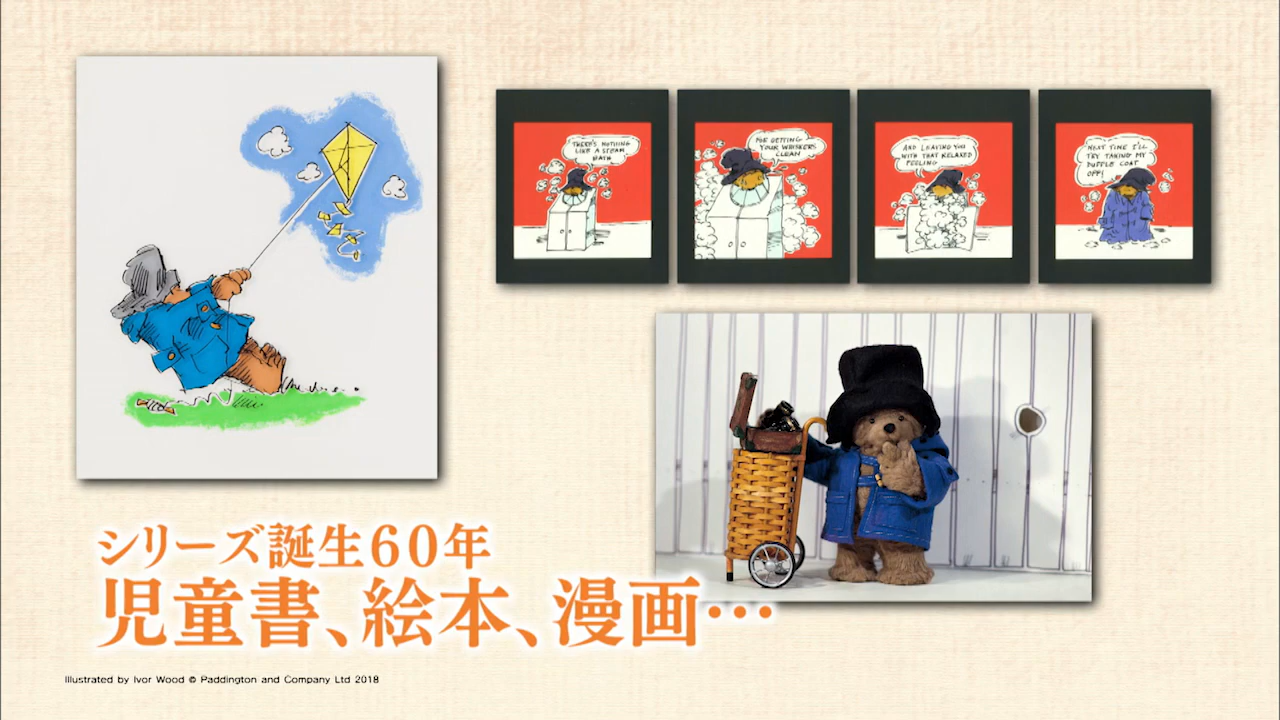 THERE'S NOTHING
LIKE A STEAM
BATH
FOR GETTING
YOUR WHISKERS
CLEAN
AND LEAVING YOU
WITH THAT RELAXED
FEELING
NEXT TIME I'LL
TRY TAKING MY
DUFFLE COAT
OFF!
シリーズ誕生60年
児童書、絵本、漫画…
Illustrated by Ivor Wood © Paddington and Company Ltd 2018